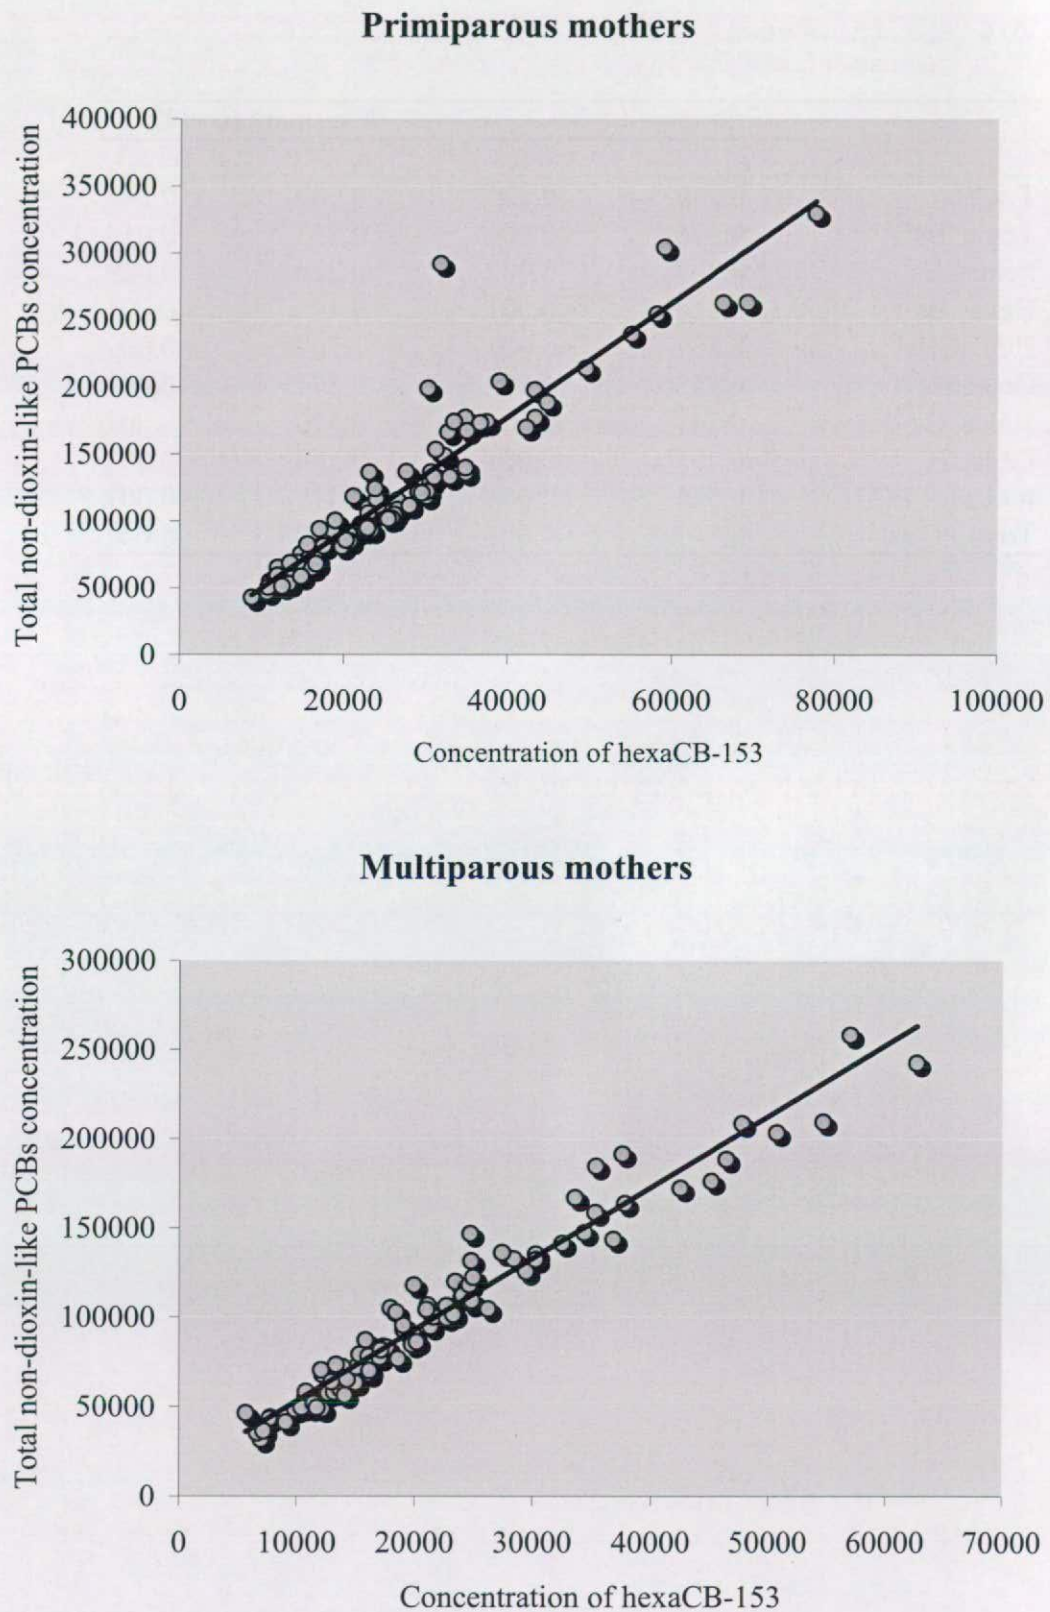 Primiparous mothers
Total non-dioxin-like PCBs concentration
400000
350000
300000
250000
200000
150000
100000
50000
0
0 20000 40000 60000 80000 100000
Concentration of hexaCB-153
Multiparous mothers
Total non-dioxin-like PCBs concentration
300000
250000
200000
150000
100000
50000
0
0 10000 20000 30000 40000 50000 60000 70000
Concentration of hexaCB-153